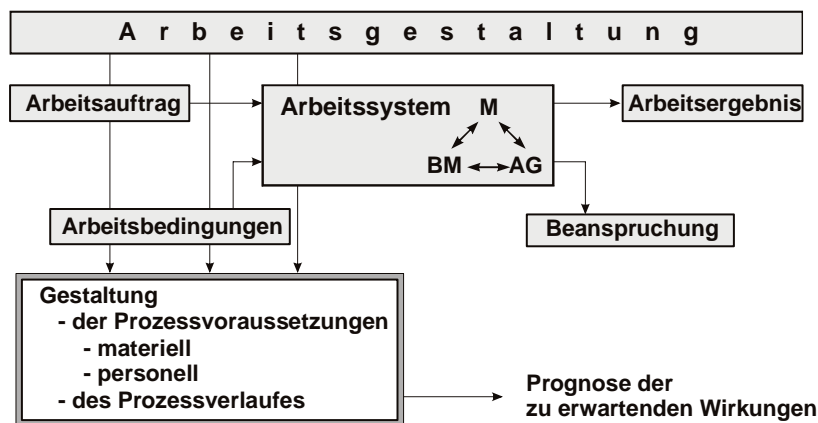 Arbeitsgestaltung
Arbeitsauftrag
Arbeitssystem M
BM AG
Arbeitsergebnis
Arbeitsbedingungen
Beanspruchung
Gestaltung
- der Prozessvoraussetzungen
- materiell
- personell
- des Prozessverlaufes
Prognose der
zu erwartenden Wirkungen